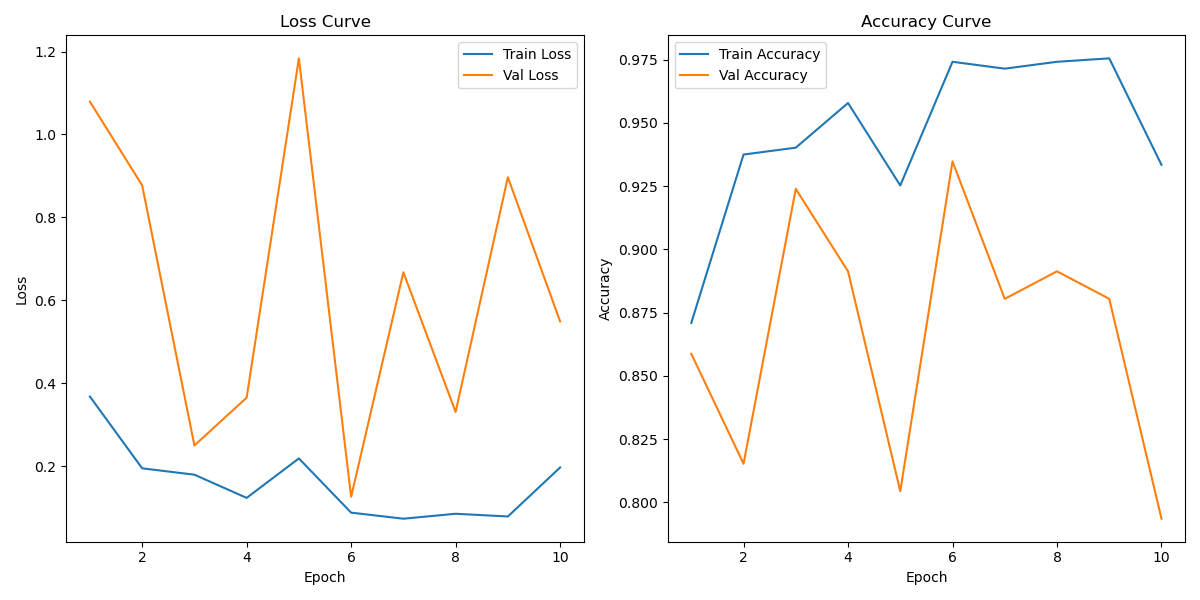 Loss Curve
Train Loss
Val Loss
1.2
1.0
0.8
0.6
0.4
0.2
Loss
2 4 6 8 10
Epoch
Accuracy Curve
Train Accuracy
Val Accuracy
0.975
0.950
0.925
0.900
0.875
0.850
0.825
0.800
Accuracy
2 4 6 8 10
Epoch